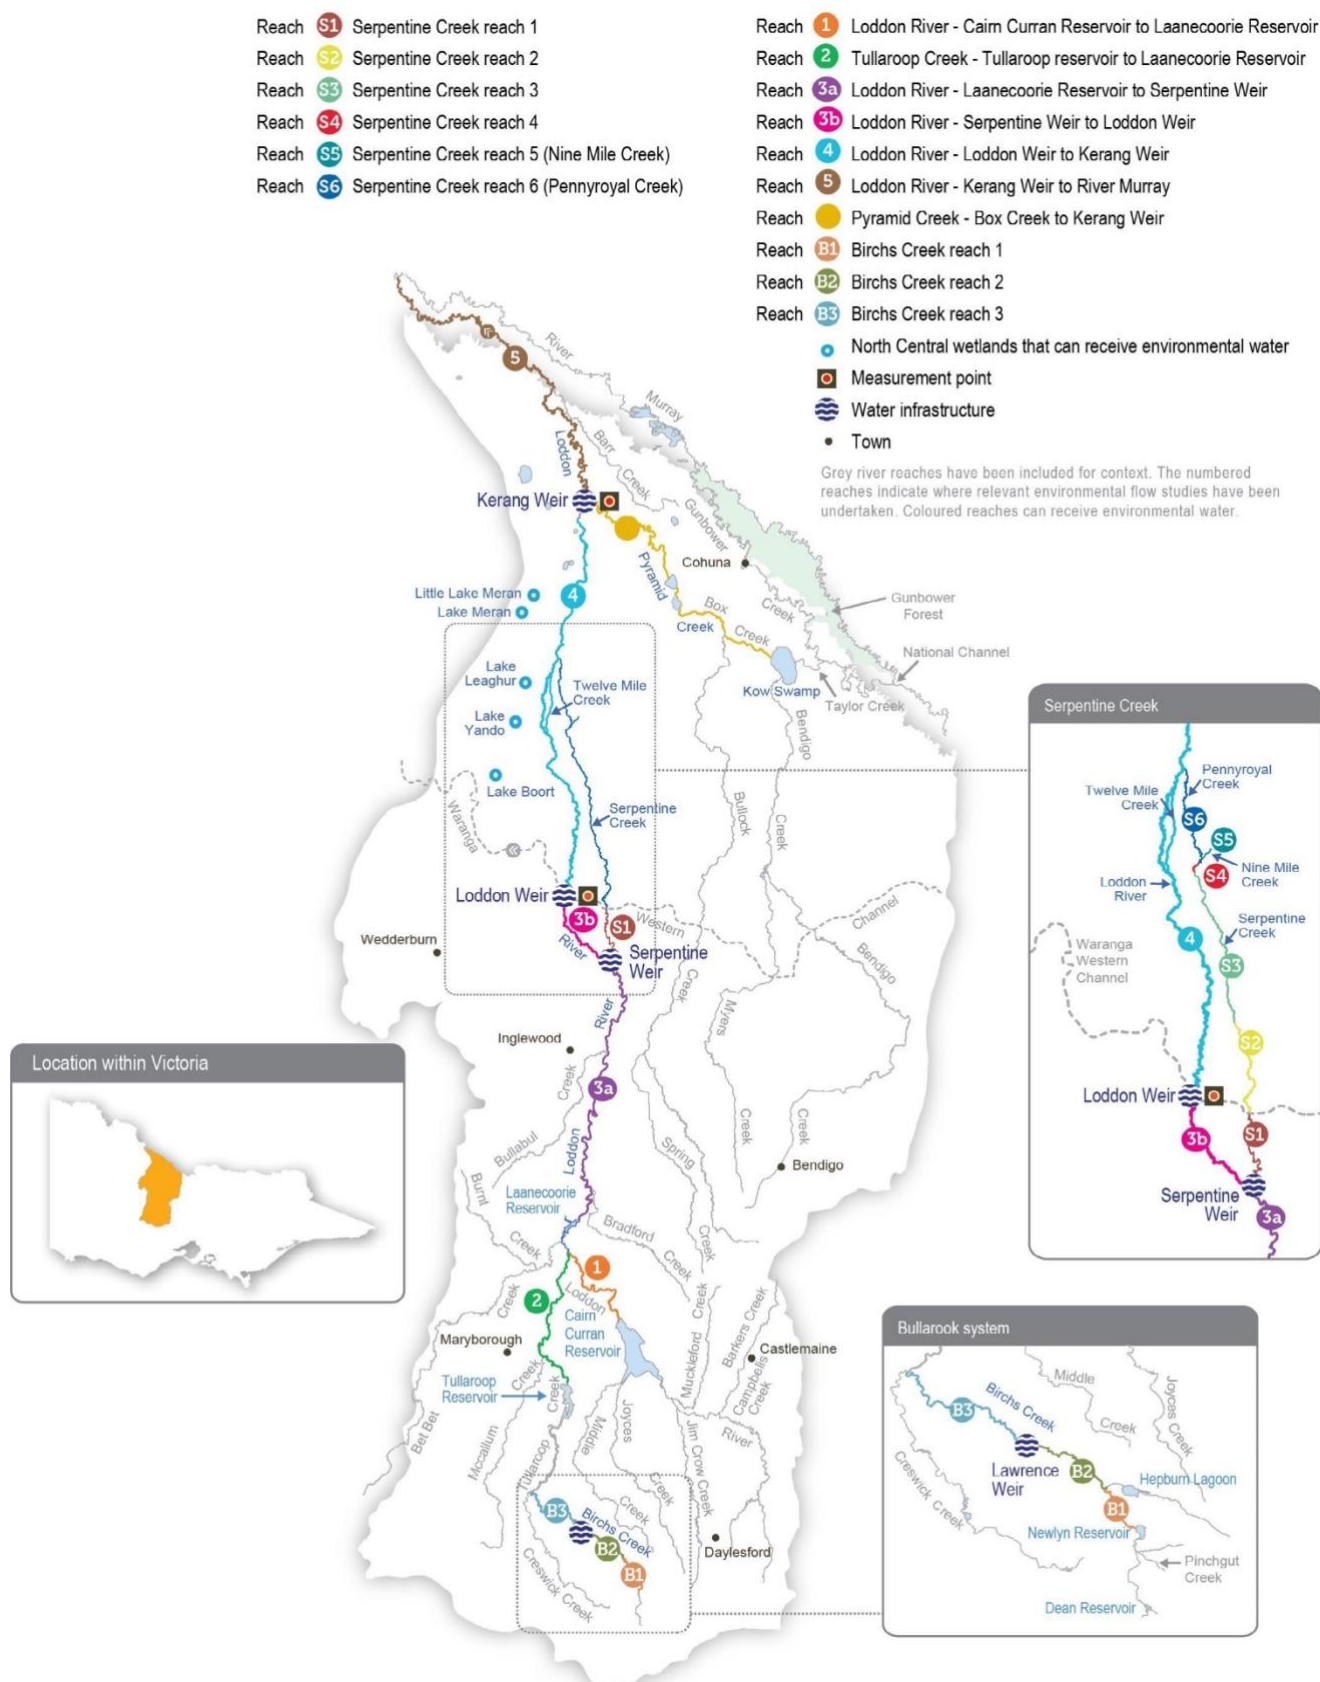 Reach S1 Serpentine Creek reach 1
Reach S2 Serpentine Creek reach 2
Reach S3 Serpentine Creek reach 3
Reach S4 Serpentine Creek reach 4
Reach S5 Serpentine Creek reach 5 (Nine Mile Creek)
Reach S6 Serpentine Creek reach 6 (Pennyroyal Creek)
Reach 1 Loddon River - Cairn Curran Reservoir to Laanecoorie Reservoir
Reach 2 Tullaroop Creek - Tullaroop reservoir to Laanecoorie Reservoir
Reach 3a Loddon River - Laanecoorie Reservoir to Serpentine Weir
Reach 3b Loddon River - Serpentine Weir to Loddon Weir
Reach 4 Loddon River - Loddon Weir to Kerang Weir
Reach 5 Loddon River - Kerang Weir to River Murray
Reach Pyramid Creek - Box Creek to Kerang Weir
Reach B1 Birchs Creek reach 1
Reach B2 Birchs Creek reach 2
Reach B3 Birchs Creek reach 3
North Central wetlands that can receive environmental water
Measurement point
Water infrastructure
Town
Grey river reaches have been included for context. The numbered
reaches indicate where relevant environmental flow studies have been
undertaken. Coloured reaches can receive environmental water.
River
Murray
5
Loddon
Barr
Creek
Kerang Weir
Gunbower
Creek
Cohuna
Pyramid
Creek
Box
Creek
4
Little Lake Meran
Lake Meran
Gunbower
Forest
National Channel
Taylor Creek
Kow Swamp
Lake
Leaghur
Twelve Mile
Creek
Lake
Yando
Lake Boort
Serpentine
Creek
Waranga
Western
Channel
Bendigo
Creek
Bullock
Creek
Loddon Weir
3b
S1
River
Serpentine
Weir
Wedderburn
Bendigo
Creek
Myers
Creek
River
Inglewood
3a
Creek
Bullabul
Loddon
Spring
Creek
Bendigo
Burnt
Creek
Laanecoorie
Reservoir
Bradford
Creek
1
2
Loddon
Creek
Cairn
Curran
Reservoir
Maryborough
Tullaroop
Reservoir
Creek
Tullaroop
Creek
Mccallum
Bet Bet
Middle
Creek
Joyces
Creek
Muckleford
Creek
Barkers Creek
Campbells
Creek
Castlemaine
River
Jim Crow Creek
B3
Birchs Creek
B2
B1
Creswick Creek
Daylesford
Location within Victoria
Serpentine Creek
Pennyroyal
Creek
Twelve Mile
Creek
S6
S5
Nine Mile
Creek
S4
Loddon
River
Serpentine
Creek
4
Waranga
Western
Channel
S3
S2
Loddon Weir
3b
S1
Serpentine
Weir
3a
Bullarook system
Middle
Creek
Joyces Creek
Birchs Creek
B3
Lawrence
Weir
B2
Hepburn Lagoon
B1
Newlyn Reservoir
Creswick Creek
Pinchgut
Creek
Dean Reservoir